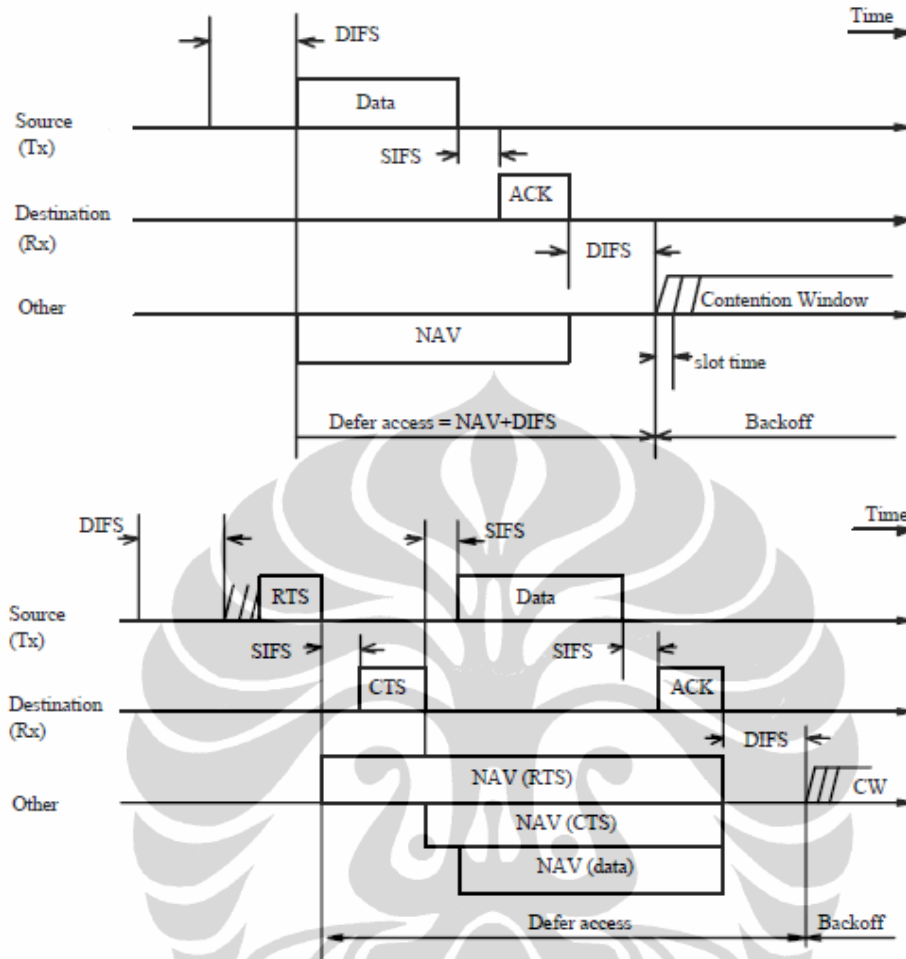 Time
DIFS
Data
Source
(Tx)
SIFS
ACK
Destination
(Rx)
DIFS
Contention Window
Other
NAV
slot time
Defer access = NAV+DIFS
Backoff
Time
DIFS
SIFS
RTS
Data
Source
(Tx)
SIFS
SIFS
CTS
ACK
Destination
(Rx)
DIFS
NAV (RTS)
CW
Other
NAV (CTS)
NAV (data)
Defer access
Backoff